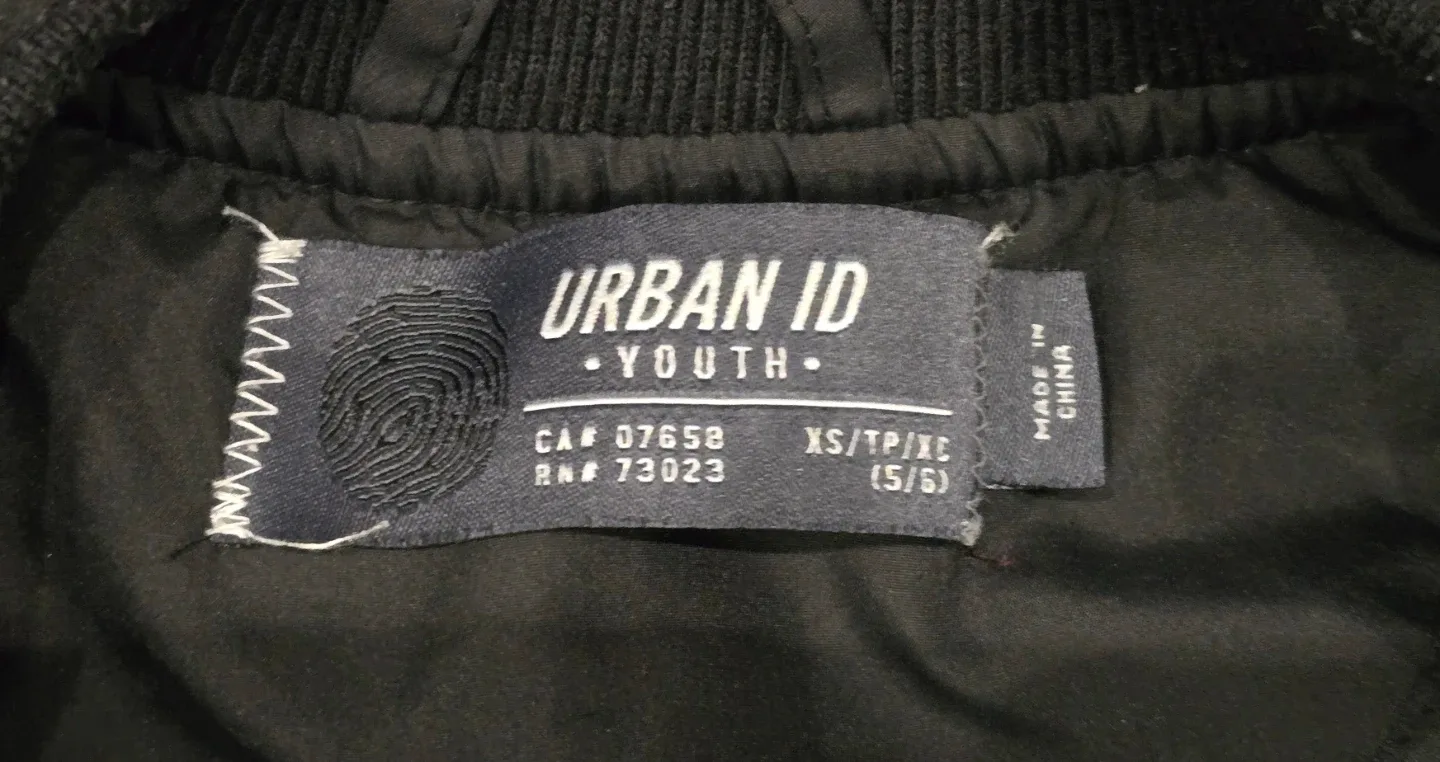 URBAN ID
• YOUTH •
CA# 07658
RN# 73023
XS/TP/XC
(5/6)
MADE IN
CHINA